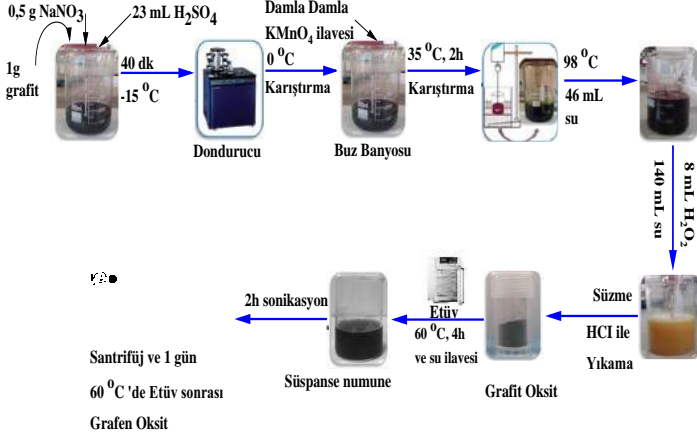 0,5 g NaNO3
23 mL H2SO4
1g
grafit
40 dk
-15 ⁰C
Dondurucu
0 ⁰C
Karıştırma
Damla Damla
KMnO4 ilavesi
Buz Banyosu
35 ⁰C, 2h
Karıştırma
98 ⁰C
46 mL
su
8 mL H2O2
140 mL su
Süzme
HCI ile
Yıkama
Grafit Oksit
Etüv
60 ⁰C, 4h
ve su ilavesi
Süspanse numune
2h sonikasyon
Santrifüj ve 1 gün
60 ⁰C 'de Etüv sonrası
Grafen Oksit